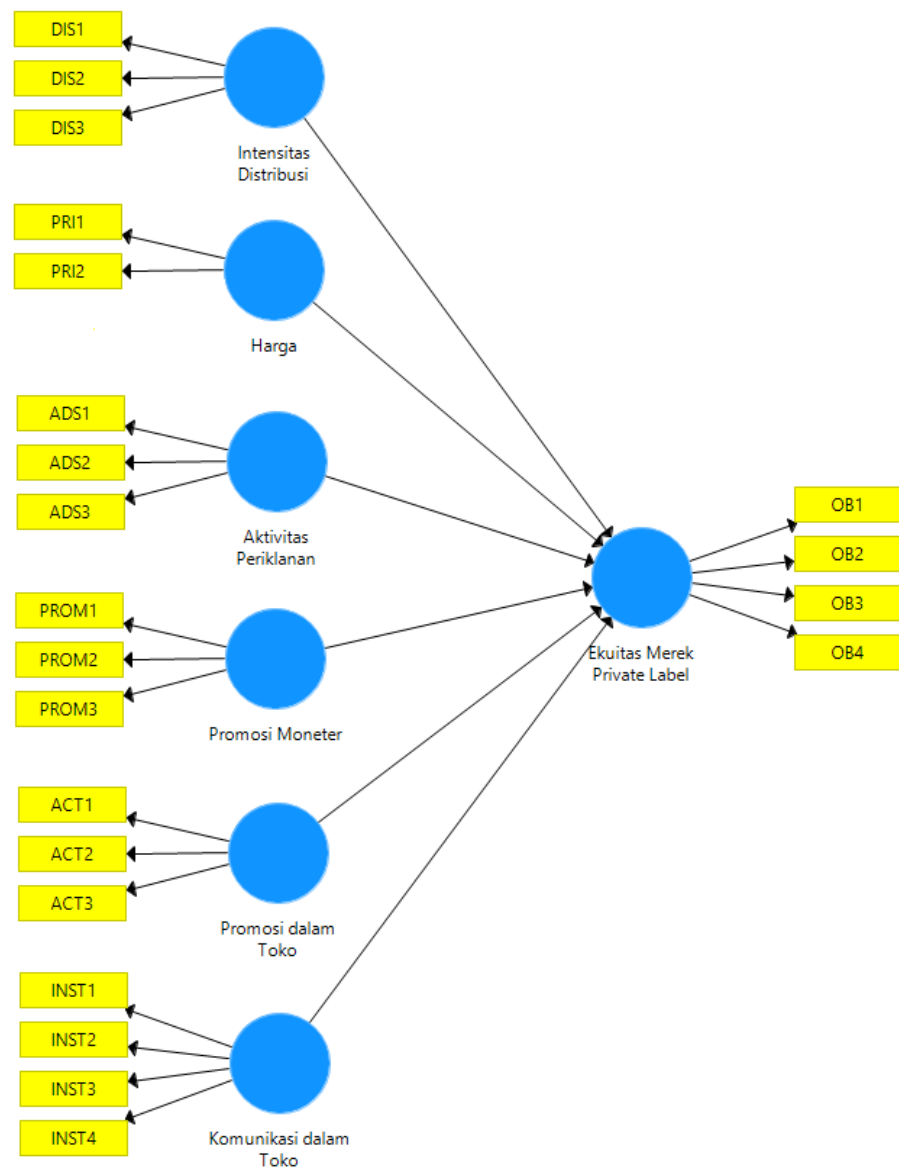 DIS1
DIS2
DIS3
Intensitas
Distribusi
PRI1
PRI2
Harga
ADS1
ADS2
ADS3
Aktivitas
Periklanan
PROM1
PROM2
PROM3
Promosi Moneter
ACT1
ACT2
ACT3
Promosi dalam
Toko
INST1
INST2
INST3
INST4
Komunikasi dalam
Toko
Ekuitas Merek
Private Label
OB1
OB2
OB3
OB4